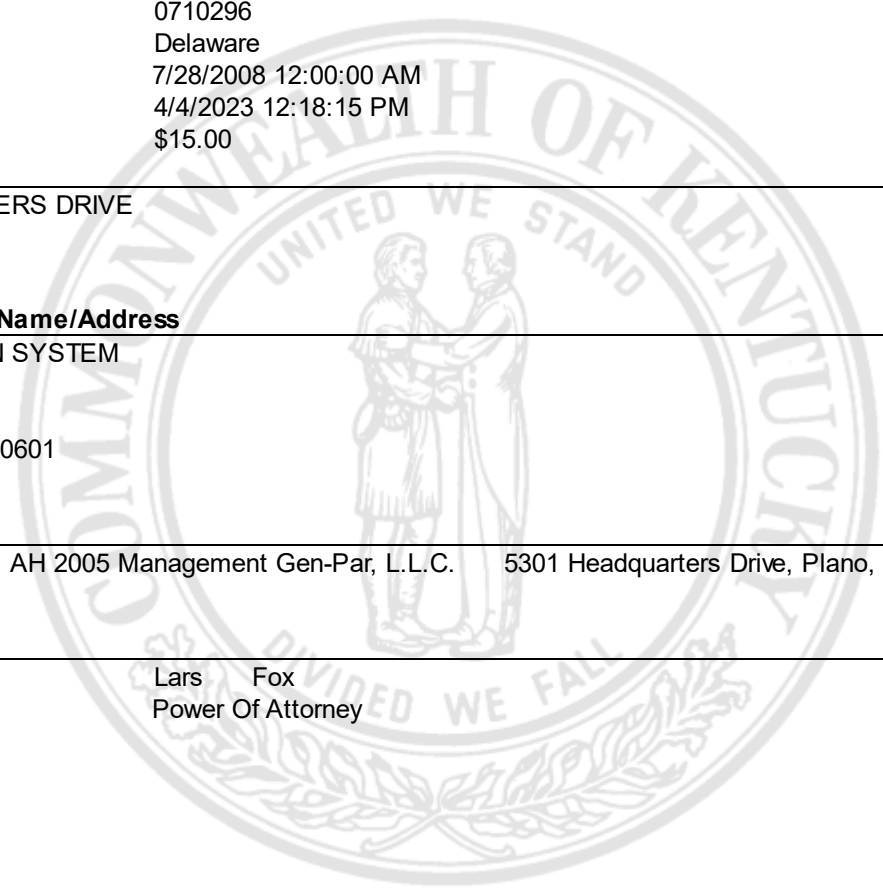 0710296
Delaware
7/28/2008 12:00:00 AM
4/4/2023 12:18:15 PM
$15.00
ERS DRIVE
Name/Address
SYSTEM
0601
AH 2005 Management Gen-Par, L.L.C. 5301 Headquarters Drive, Plano,
Lars Fox
Power Of Attorney
COMMONWEALTH OF KENTUCKY
UNITED WE STAND
DIVIDED WE FALL